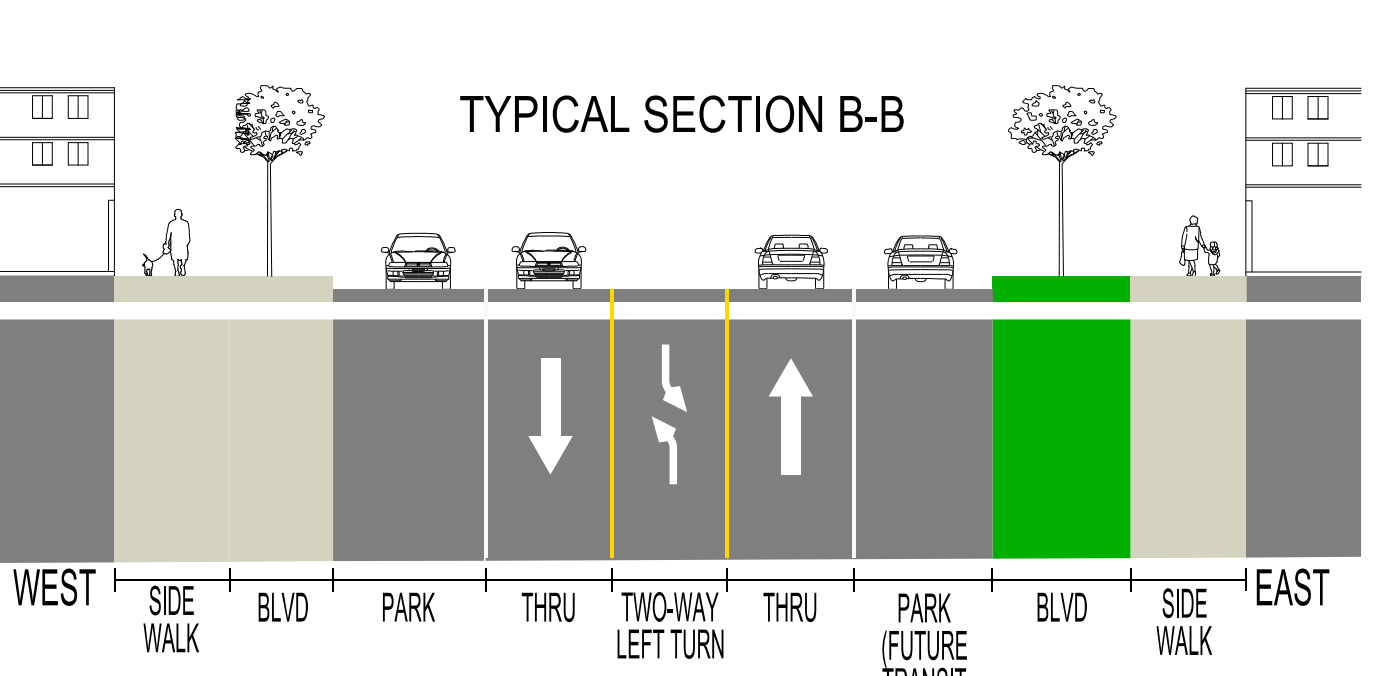 TYPICAL SECTION B-B
WEST
SIDE
WALK
BLVD
PARK
THRU
TWO-WAY
LEFT TURN
THRU
PARK
(FUTURE
TRANSIT
BLVD
SIDE
WALK
EAST